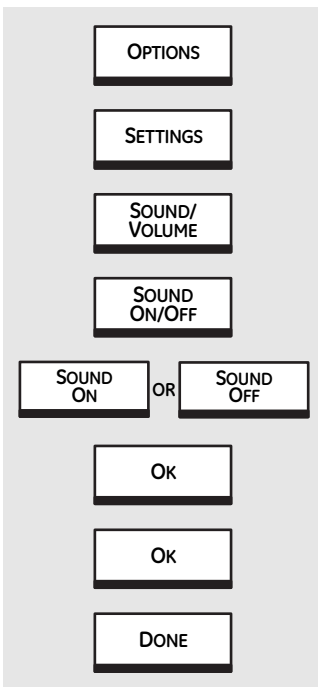 OPTIONS
SETTINGS
SOUND/
VOLUME
SOUND
ON/OFF
SOUND
ON
OR
SOUND
OFF
OK
OK
DONE